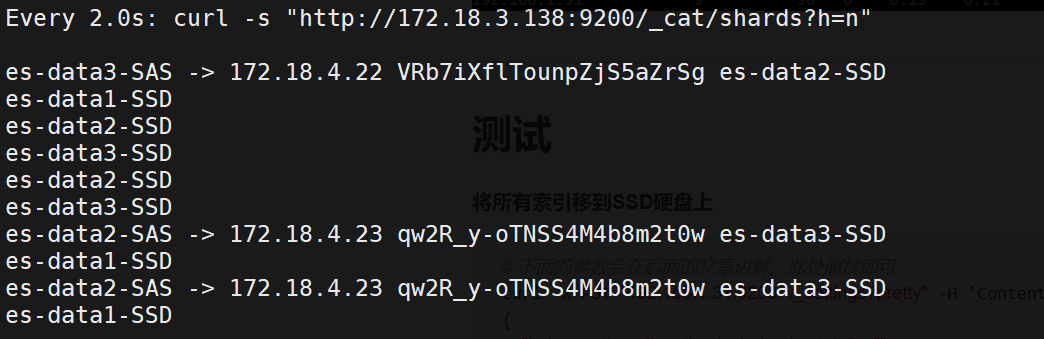 Every 2.0s: curl -s "http://172.18.3.138:9200/_cat/shards?h=n"
es-data3-SAS -> 172.18.4.22 VRb7iXflTounpZjS5aZrSg es-data2-SSD
es-data1-SSD
es-data2-SSD
es-data3-SSD
es-data2-SSD
es-data3-SSD
es-data2-SAS -> 172.18.4.23 qw2R_y-oTNSS4M4b8m2t0w es-data3-SSD
es-data1-SSD
es-data2-SAS -> 172.18.4.23 qw2R_y-oTNSS4M4b8m2t0w es-data3-SSD
es-data1-SSD
测试
将所有索引移到SSD硬盘上
# 下面的参数会在后面的文章讲解，此处照抄即可
pretty" -H 'Content
{